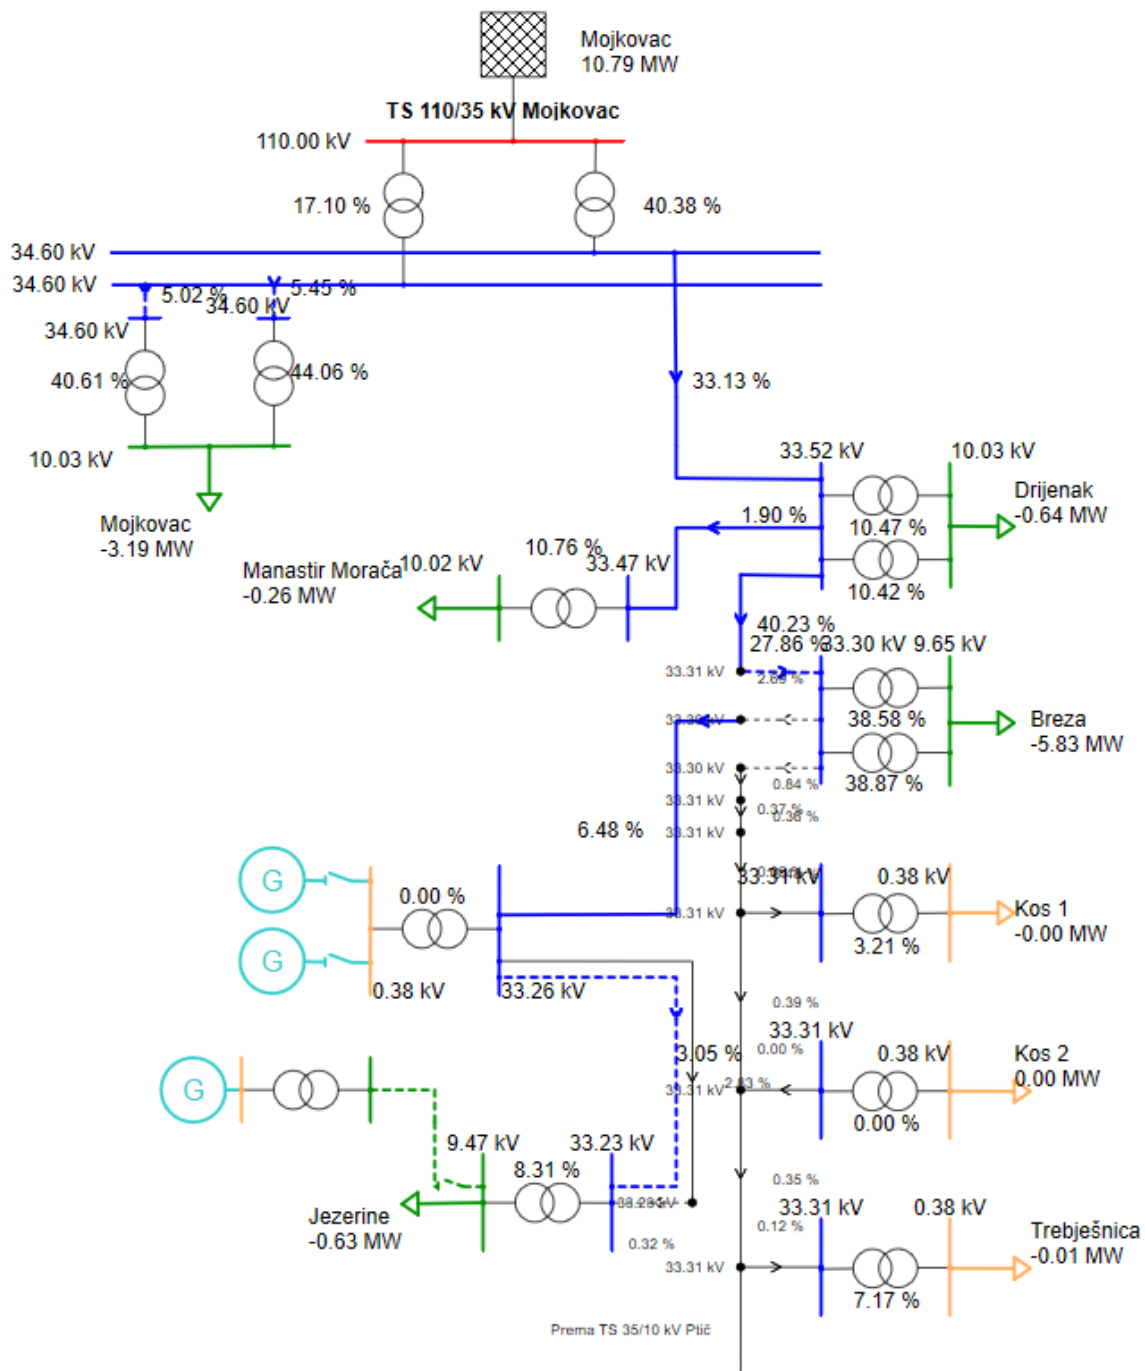 Mojkovac
10.79 MW
TS 110/35 kV Mojkovac
110.00 kV
17.10 %
40.38 %
34.60 kV
34.60 kV
5.02 %
5.45 %
34.60 kV
34.60 kV
40.61 %
44.06 %
33.13 %
10.03 kV
Mojkovac
-3.19 MW
33.52 kV
10.03 kV
Drijenak
-0.64 MW
1.90 %
10.47 %
10.42 %
Manastir Morača
-0.26 MW
10.02 kV
10.76 %
33.47 kV
40.23 %
27.86 %
33.30 kV
9.65 kV
33.31 kV
38.58 %
Breza
-5.83 MW
33.30 kV
38.87 %
0.84 %
33.31 kV
0.37 %
33.31 kV
6.48 %
33.31 kV
0.38 kV
G
0.00 %
33.31 kV
3.21 %
Kos 1
-0.00 MW
G
0.38 kV
33.26 kV
0.39 %
33.31 kV
3.05 %
0.00 %
0.38 kV
Kos 2
0.00 MW
G
33.31 kV
0.00 %
9.47 kV
33.23 kV
8.31 %
0.35 %
33.31 kV
0.38 kV
Jezerine
-0.63 MW
0.32 %
0.12 %
Trebješnica
-0.01 MW
33.31 kV
7.17 %
Prema TS 35/10 kV Ptič